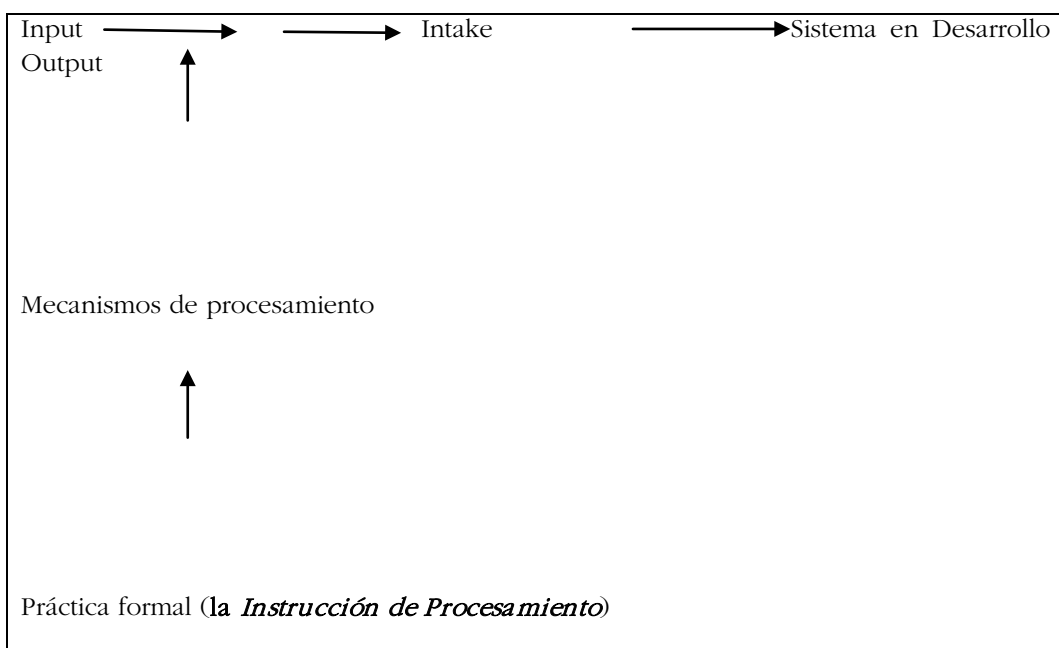 Input Intake Sistema en Desarrollo
Output
Mecanismos de procesamiento
Práctica formal (la Instrucción de Procesamiento)